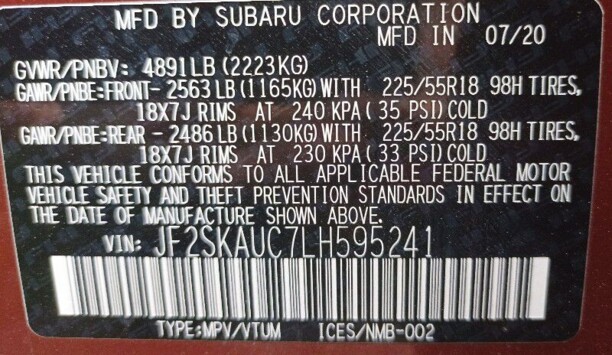 MFD BY SUBARU CORPORATION
MFD IN 07/20
GVWR/PNBV: 4891LB (2223KG)
GAWR/PNBE:FRONT- 2563 LB (1165KG) WITH 225/55R18 98H TIRES,
18X7J RIMS AT 240 KPA ( 35 PSI) COLD
GAWR/PNBE:REAR - 2486 LB (1130KG) WITH 225/55R18 98H TIRES,
18X7J RIMS AT 230 KPA ( 33 PSI) COLD
THIS VEHICLE CONFORMS TO ALL APPLICABLE FEDERAL MOTOR
VEHICLE SAFETY AND THEFT PREVENTION STANDARDS IN EFFECT ON
THE DATE OF MANUFACTURE SHOWN ABOVE.
VIN: JF2SKAUC7LH595241
TYPE:MPV/VTUM ICES/NMB-002